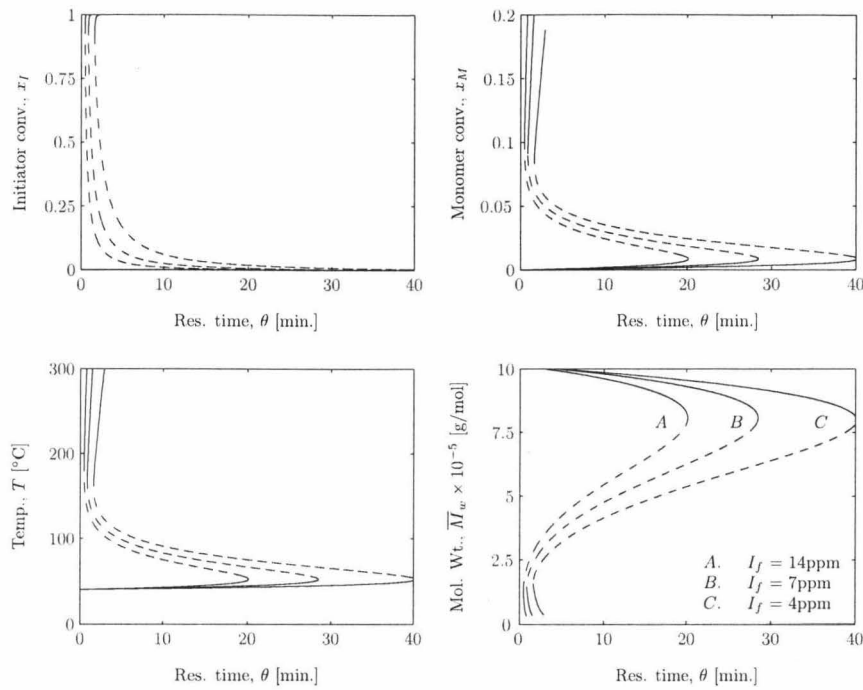 1
0.75
0.5
0.25
0
Initiator conv., x_I
0 10 20 30 40
Res. time, θ [min.]
0.2
0.15
0.1
0.05
0
Monomer conv., x_M
0 10 20 30 40
Res. time, θ [min.]
300
200
100
0
Temp., T [°C]
0 10 20 30 40
Res. time, θ [min.]
10
7.5
5
2.5
0
Mol. Wt., M̅_w × 10⁻⁵ [g/mol]
A B C
A. I_f = 14ppm
B. I_f = 7ppm
C. I_f = 4ppm
0 10 20 30 40
Res. time, θ [min.]